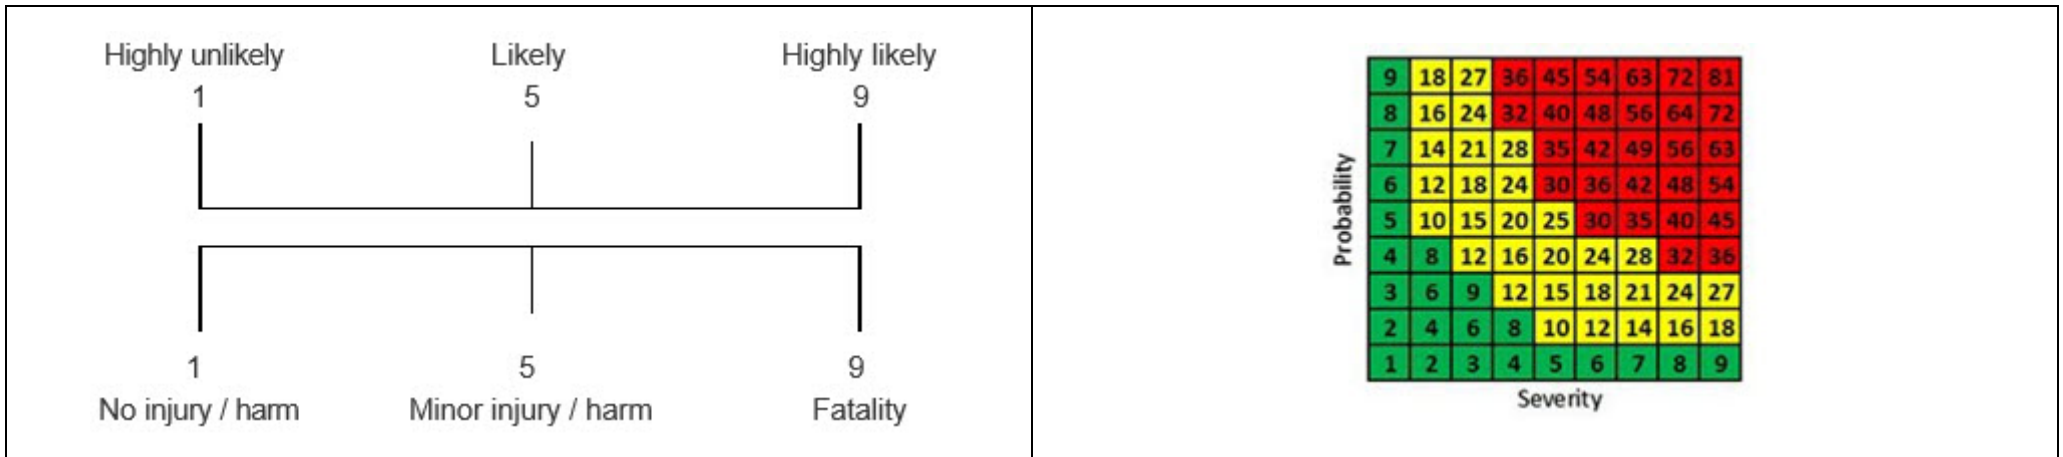 Highly unlikely Likely Highly likely
1 5 9
1 5 9
No injury / harm Minor injury / harm Fatality
Probability
9 18 27 36 45 54 63 72 81
8 16 24 32 40 48 56 64 72
7 14 21 28 35 42 49 56 63
6 12 18 24 30 36 42 48 54
5 10 15 20 25 30 35 40 45
4 8 12 16 20 24 28 32 36
3 6 9 12 15 18 21 24 27
2 4 6 8 10 12 14 16 18
1 2 3 4 5 6 7 8 9
Severity